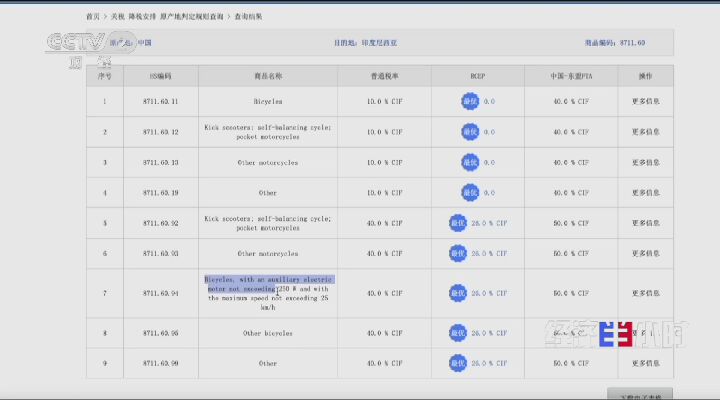 首页 > 关税 降税安排 原产地判定规则查询 > 查询结果
CCTV 2
原产地：中国 目的地：印度尼西亚 商品编码：8711.60
序号 HS编码 商品名称 普通税率 RCEP 中国-东盟FTA 操作
1 8711.60.11 Bicycles 10.0 % CIF 最优 0.0 40.0 % CIF 更多信息
2 8711.60.12 Kick scooters; self-balancing cycle; pocket motorcycles 10.0 % CIF 最优 0.0 40.0 % CIF 更多信息
3 8711.60.13 Other motorcycles 10.0 % CIF 最优 0.0 40.0 % CIF 更多信息
4 8711.60.19 Other 10.0 % CIF 最优 0.0 40.0 % CIF 更多信息
5 8711.60.92 Kick scooters; self-balancing cycle; pocket motorcycles 40.0 % CIF 最优 26.0 % CIF 50.0 % CIF 更多信息
6 8711.60.93 Other motorcycles 40.0 % CIF 最优 26.0 % CIF 50.0 % CIF 更多信息
7 8711.60.94 Bicycles, with an auxiliary electric motor not exceeding 250 W and with the maximum speed not exceeding 25 km/h 40.0 % CIF 最优 26.0 % CIF 50.0 % CIF 更多信息
8 8711.60.95 Other bicycles 40.0 % CIF 最优 26.0 % CIF 50.0 % CIF 更多信息
9 8711.60.99 Other 40.0 % CIF 最优 26.0 % CIF 50.0 % CIF 更多信息
经济半小时